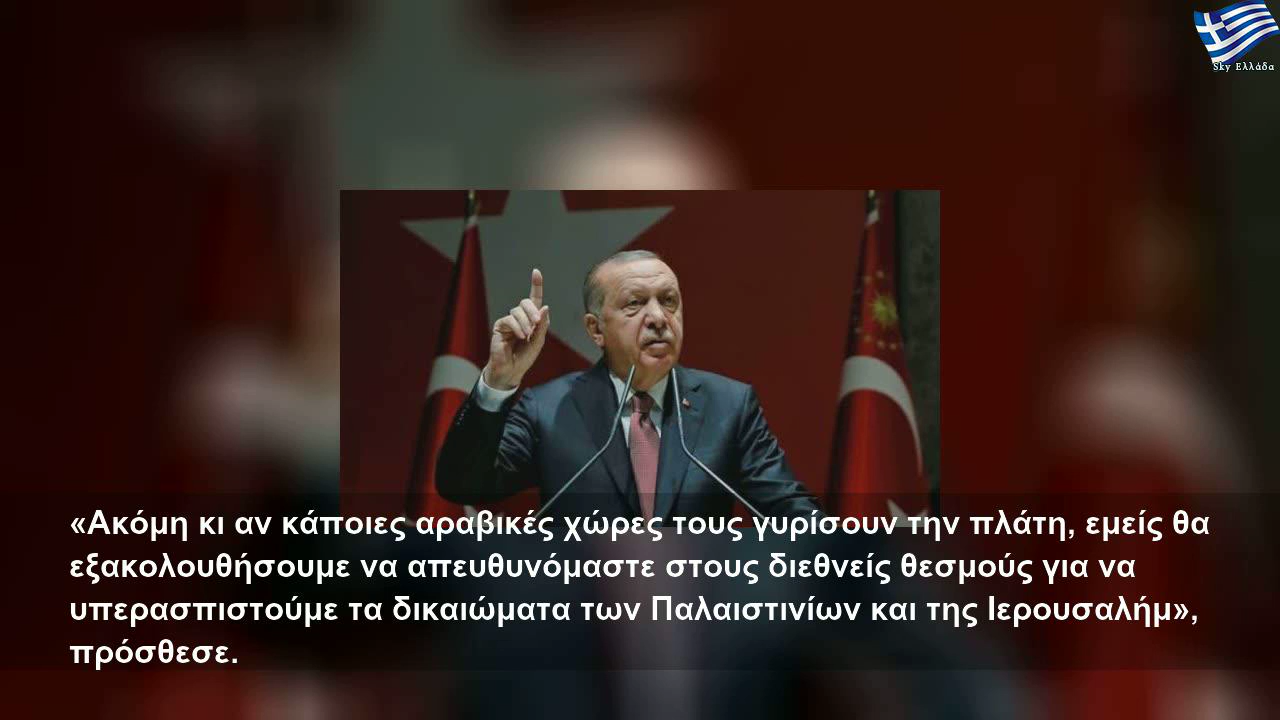 Sky Ελλάδα
«Ακόμη κι αν κάποιες αραβικές χώρες τους γυρίσουν την πλάτη, εμείς θα
εξακολουθήσουμε να απευθυνόμαστε στους διεθνείς θεσμούς για να
υπερασπιστούμε τα δικαιώματα των Παλαιστινίων και της Ιερουσαλήμ»,
πρόσθεσε.